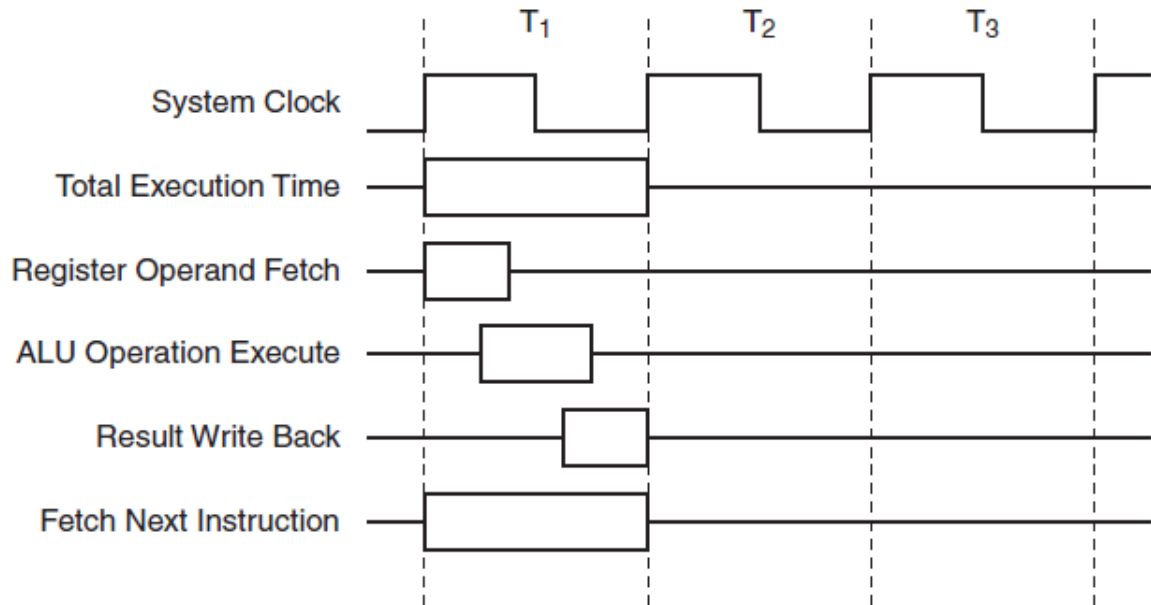 T₁ T₂ T₃
System Clock
Total Execution Time
Register Operand Fetch
ALU Operation Execute
Result Write Back
Fetch Next Instruction